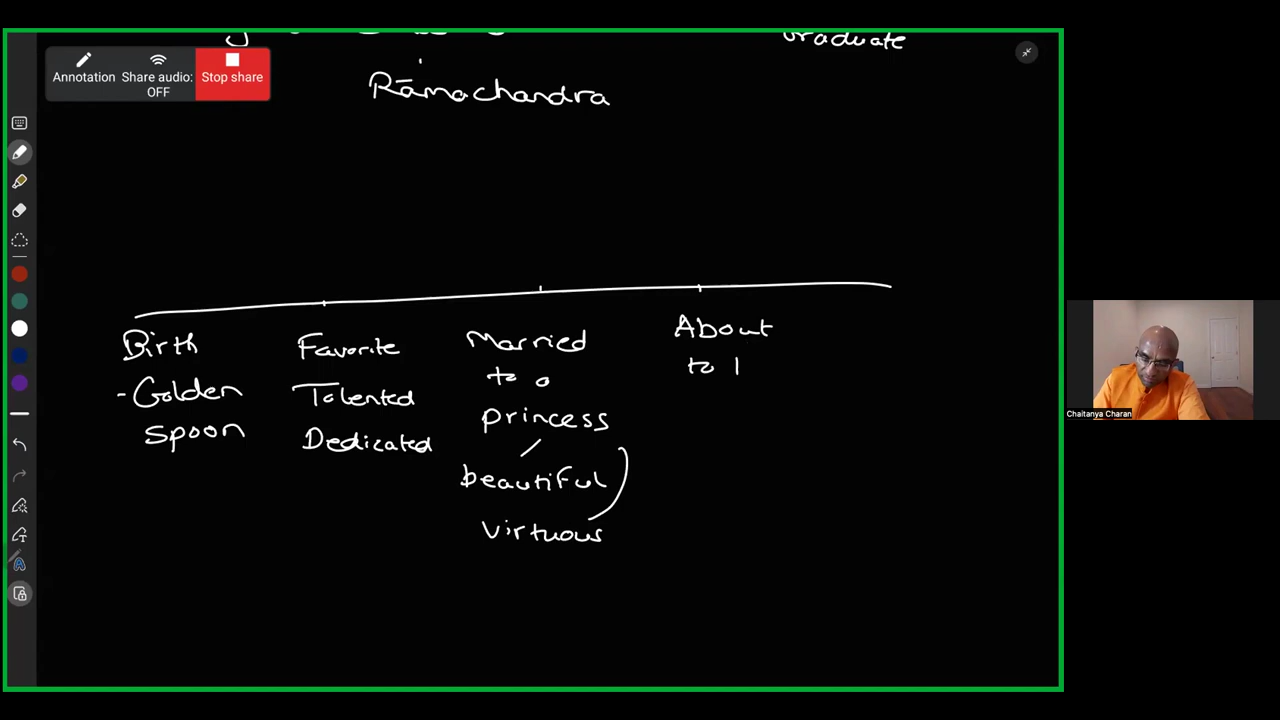 Graduate
Annotation
Share audio:
OFF
Stop share
Rāmachandra
Birth
- Golden
spoon
Favorite
Talented
Dedicated
Married
to a
princess
beautiful
virtuous
About
to
Chaitanya Charan